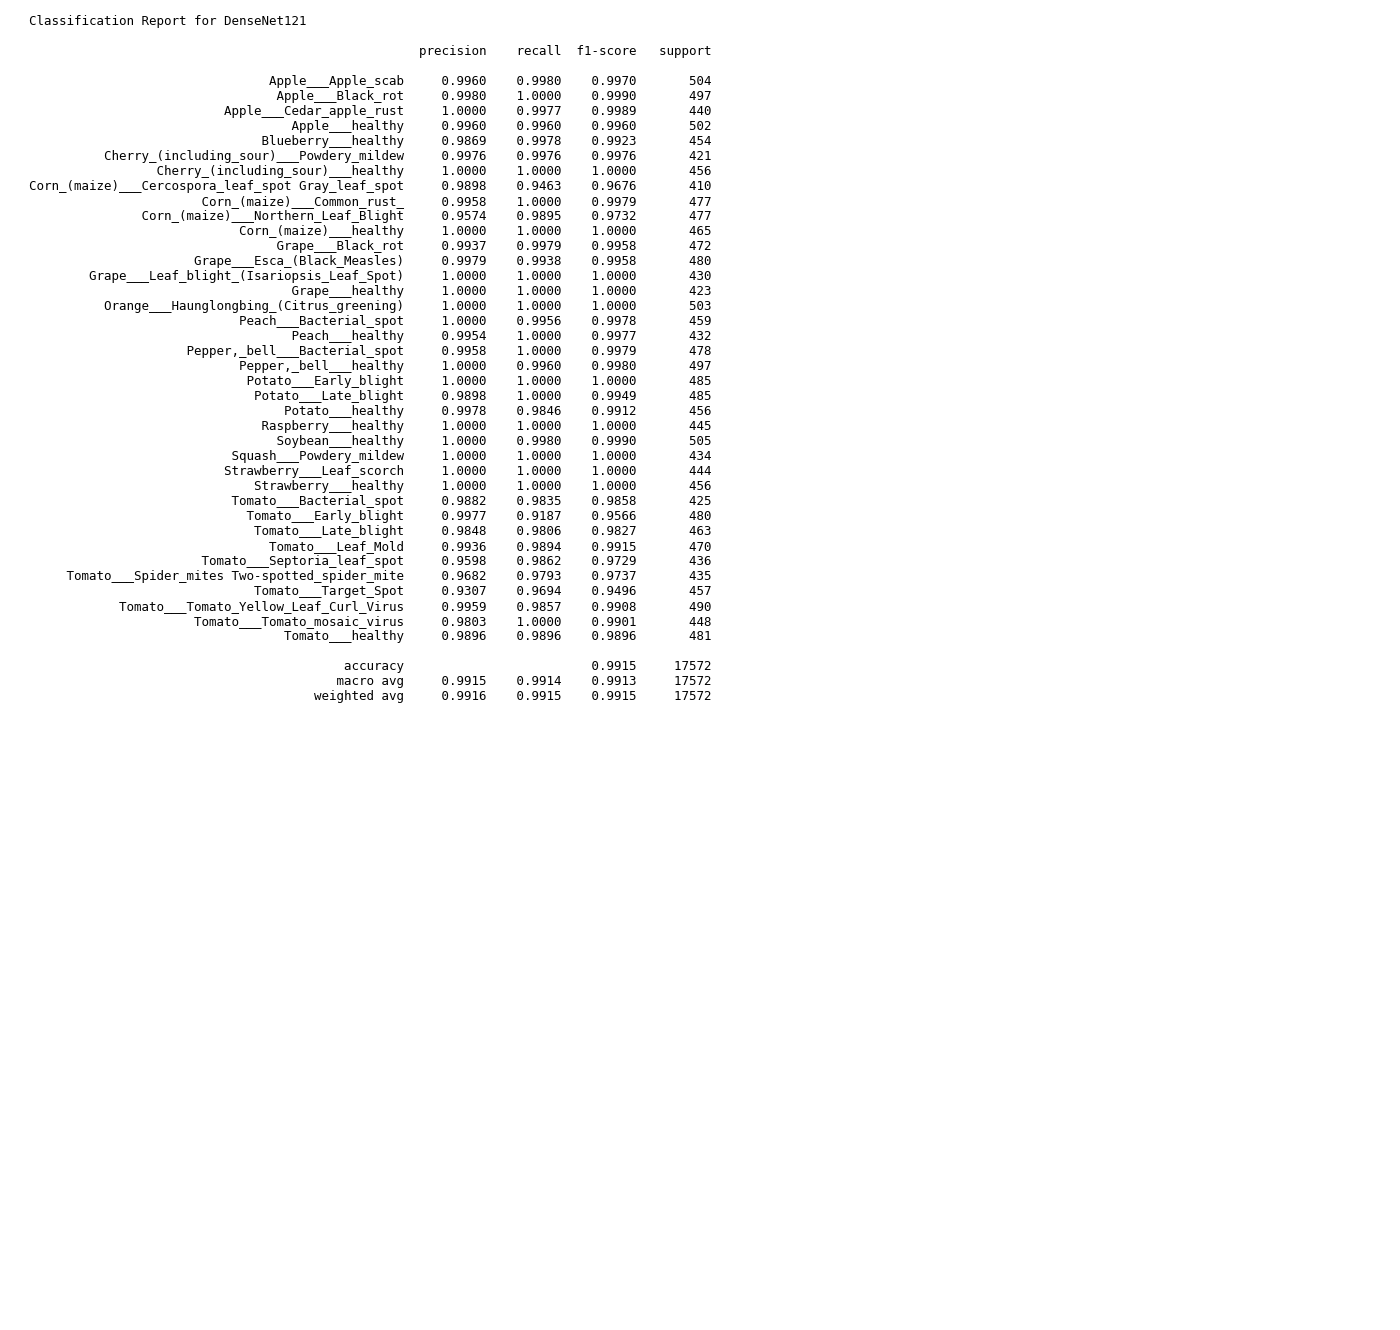 Classification Report for DenseNet121
precision recall f1-score support
Apple___Apple_scab 0.9960 0.9980 0.9970 504
Apple___Black_rot 0.9980 1.0000 0.9990 497
Apple___Cedar_apple_rust 1.0000 0.9977 0.9989 440
Apple___healthy 0.9960 0.9960 0.9960 502
Blueberry___healthy 0.9869 0.9978 0.9923 454
Cherry_(including_sour)___Powdery_mildew 0.9976 0.9976 0.9976 421
Cherry_(including_sour)___healthy 1.0000 1.0000 1.0000 456
Corn_(maize)___Cercospora_leaf_spot Gray_leaf_spot 0.9898 0.9463 0.9676 410
Corn_(maize)___Common_rust_ 0.9958 1.0000 0.9979 477
Corn_(maize)___Northern_Leaf_Blight 0.9574 0.9895 0.9732 477
Corn_(maize)___healthy 1.0000 1.0000 1.0000 465
Grape___Black_rot 0.9937 0.9979 0.9958 472
Grape___Esca_(Black_Measles) 0.9979 0.9938 0.9958 480
Grape___Leaf_blight_(Isariopsis_Leaf_Spot) 1.0000 1.0000 1.0000 430
Grape___healthy 1.0000 1.0000 1.0000 423
Orange___Haunglongbing_(Citrus_greening) 1.0000 1.0000 1.0000 503
Peach___Bacterial_spot 1.0000 0.9956 0.9978 459
Peach___healthy 0.9954 1.0000 0.9977 432
Pepper,_bell___Bacterial_spot 0.9958 1.0000 0.9979 478
Pepper,_bell___healthy 1.0000 0.9960 0.9980 497
Potato___Early_blight 1.0000 1.0000 1.0000 485
Potato___Late_blight 0.9898 1.0000 0.9949 485
Potato___healthy 0.9978 0.9846 0.9912 456
Raspberry___healthy 1.0000 1.0000 1.0000 445
Soybean___healthy 1.0000 0.9980 0.9990 505
Squash___Powdery_mildew 1.0000 1.0000 1.0000 434
Strawberry___Leaf_scorch 1.0000 1.0000 1.0000 444
Strawberry___healthy 1.0000 1.0000 1.0000 456
Tomato___Bacterial_spot 0.9882 0.9835 0.9858 425
Tomato___Early_blight 0.9977 0.9187 0.9566 480
Tomato___Late_blight 0.9848 0.9806 0.9827 463
Tomato___Leaf_Mold 0.9936 0.9894 0.9915 470
Tomato___Septoria_leaf_spot 0.9598 0.9862 0.9729 436
Tomato___Spider_mites Two-spotted_spider_mite 0.9682 0.9793 0.9737 435
Tomato___Target_Spot 0.9307 0.9694 0.9496 457
Tomato___Tomato_Yellow_Leaf_Curl_Virus 0.9959 0.9857 0.9908 490
Tomato___Tomato_mosaic_virus 0.9803 1.0000 0.9901 448
Tomato___healthy 0.9896 0.9896 0.9896 481
accuracy 0.9915 17572
macro avg 0.9915 0.9914 0.9913 17572
weighted avg 0.9916 0.9915 0.9915 17572